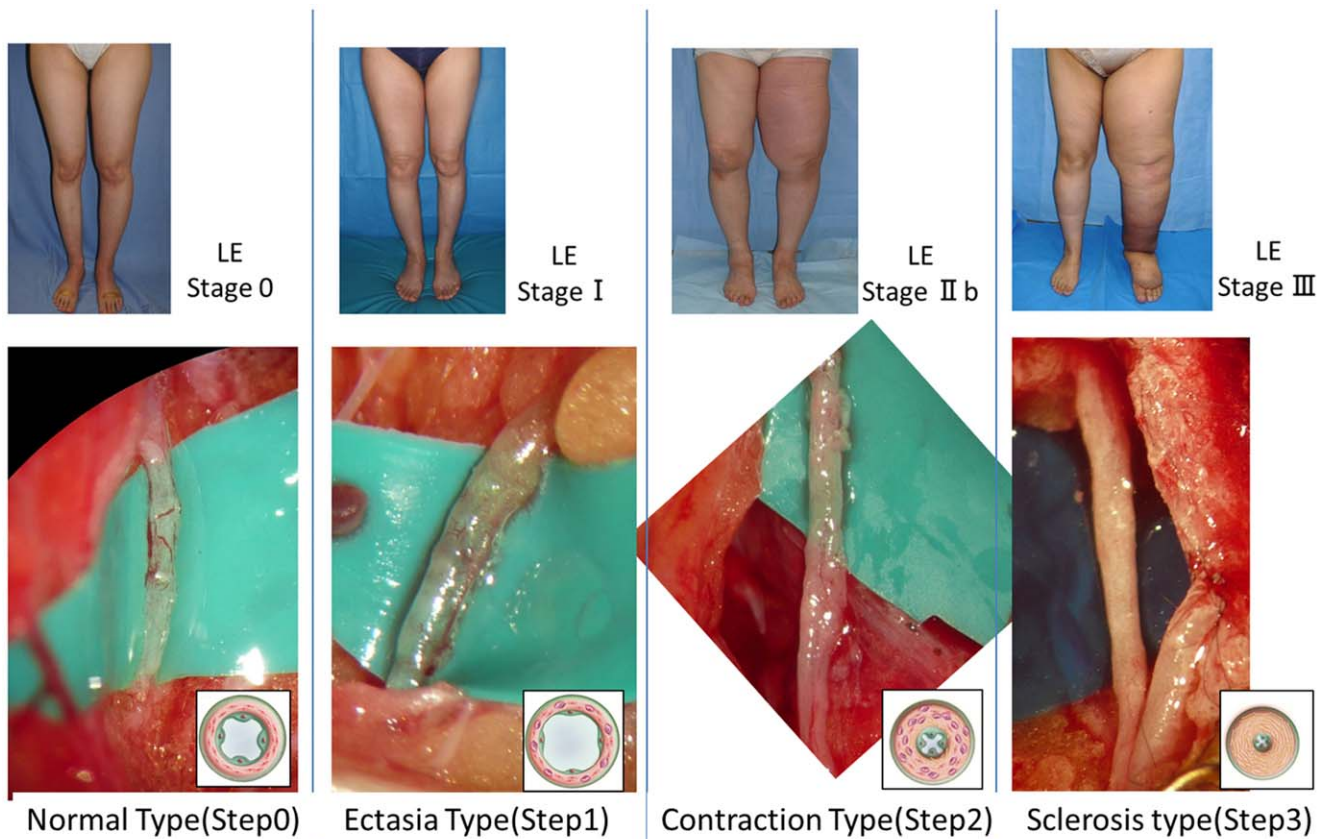 LE
Stage 0
LE
Stage Ⅰ
LE
Stage Ⅱ b
LE
Stage Ⅲ
Normal Type(Step0)
Ectasia Type(Step1)
Contraction Type(Step2)
Sclerosis type(Step3)